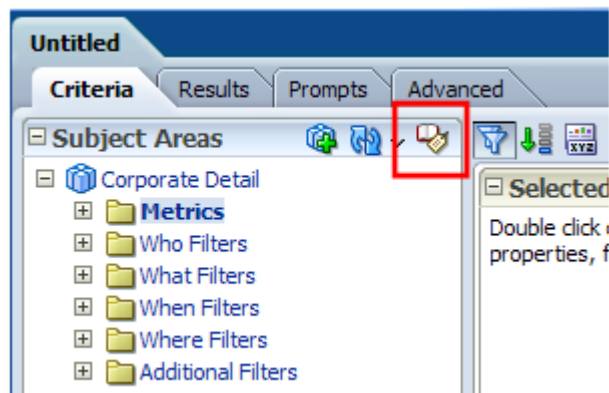 Untitled
Criteria Results Prompts Advanced
Subject Areas
XYZ
Corporate Detail
Selected
Metrics
Double click
Who Filters
properties, f
What Filters
When Filters
Where Filters
Additional Filters